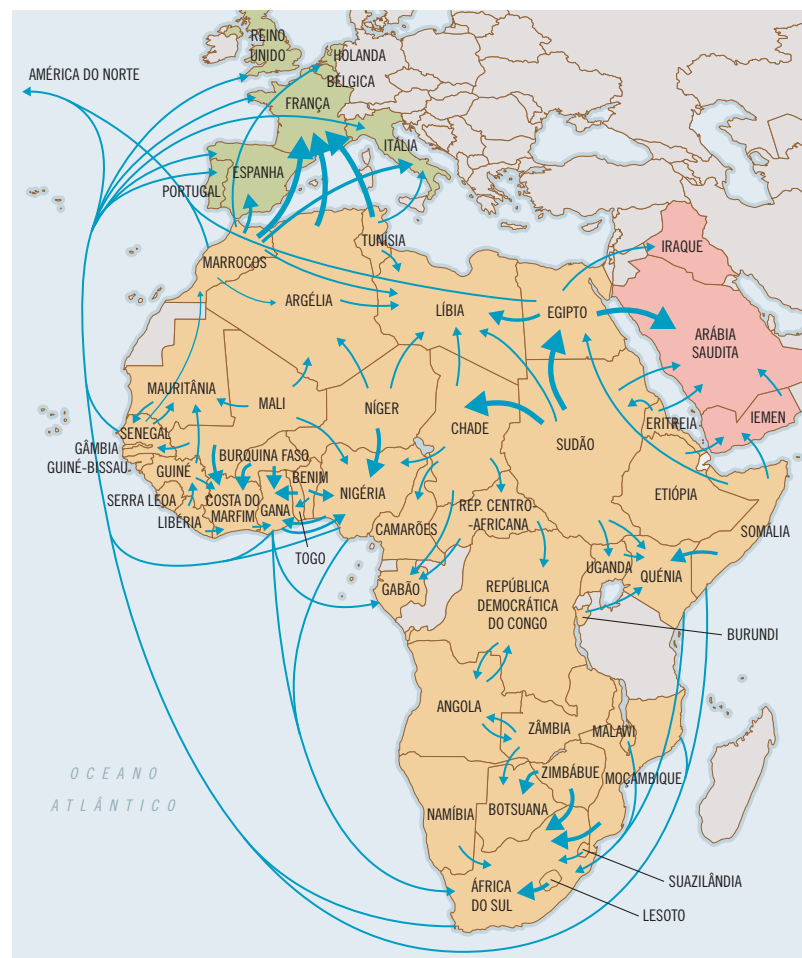 REINO
UNIDO
HOLANDA
BÉLGICA
AMÉRICA DO NORTE
FRANÇA
ITÁLIA
ESPANHA
PORTUGAL
TUNÍSIA
MARROCOS
IRAQUE
ARGÉLIA
LÍBIA
EGIPTO
ARÁBIA
SAUDITA
MAURITÂNIA
MALI
NÍGER
CHADE
SUDÃO
ERITREIA
IEMEN
SENEGAL
GÂMBIA
GUINÉ-BISSAU
GUINÉ
BURQUINA FASO
BENIM
NIGÉRIA
ETIÓPIA
SERRA LEOA
COSTA DO
MARFIM
GANA
LIBÉRIA
TOGO
CAMARÕES
REP. CENTRO-
-AFRICANA
SOMÁLIA
GABÃO
UGANDA
QUÉNIA
REPÚBLICA
DEMOCRÁTICA
DO CONGO
BURUNDI
ANGOLA
ZÂMBIA
MALAWI
OCEANO
ATLÂNTICO
ZIMBÁBUE
MOÇAMBIQUE
NAMÍBIA
BOTSUANA
SUAZILÂNDIA
ÁFRICA
DO SUL
LESOTO